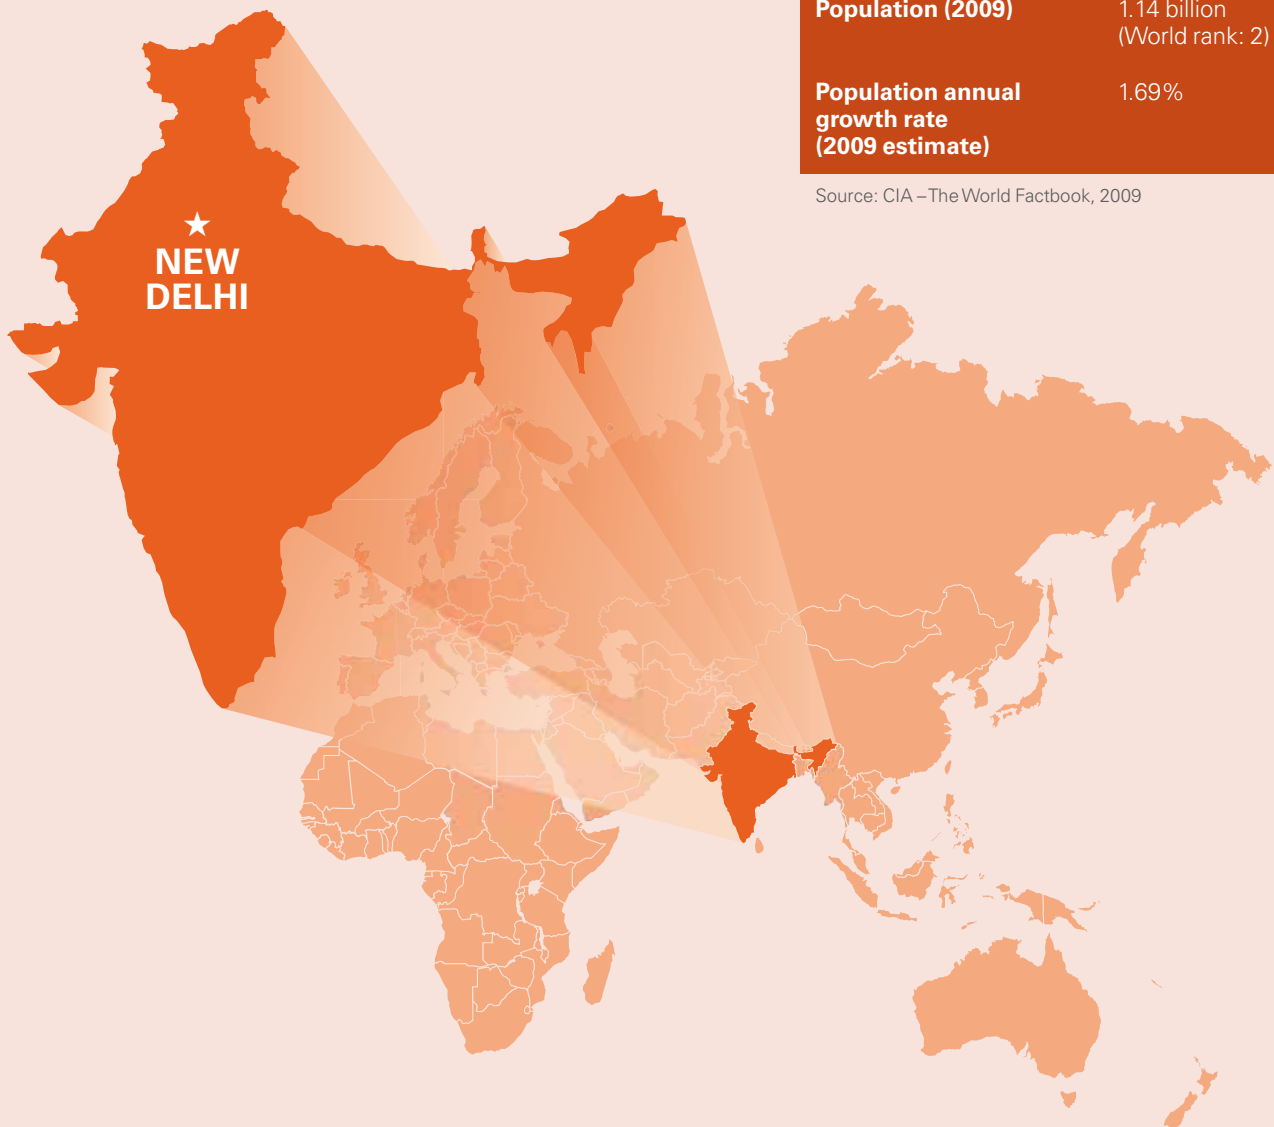 Population (2009) 1.14 billion
(World rank: 2)
Population annual 1.69%
growth rate
(2009 estimate)
Source: CIA – The World Factbook, 2009
NEW
DELHI